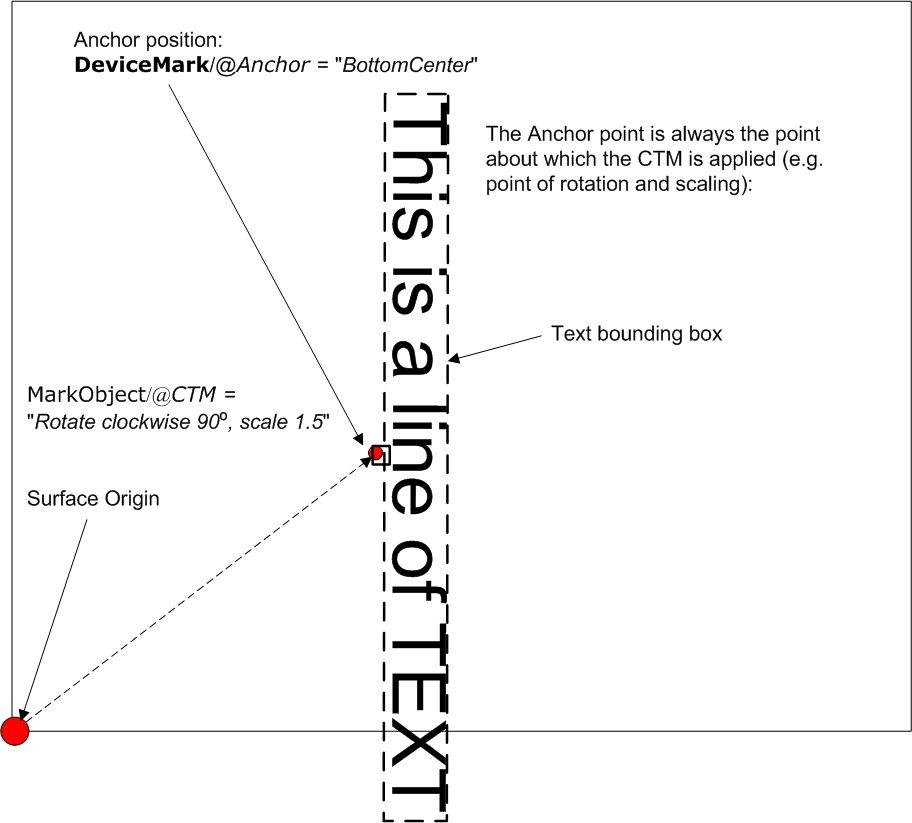 Anchor position:
DeviceMark/@Anchor = "BottomCenter"
The Anchor point is always the point
about which the CTM is applied (e.g.
point of rotation and scaling):
This is a line of TEXT
Text bounding box
MarkObject/@CTM =
"Rotate clockwise 90º, scale 1.5"
Surface Origin